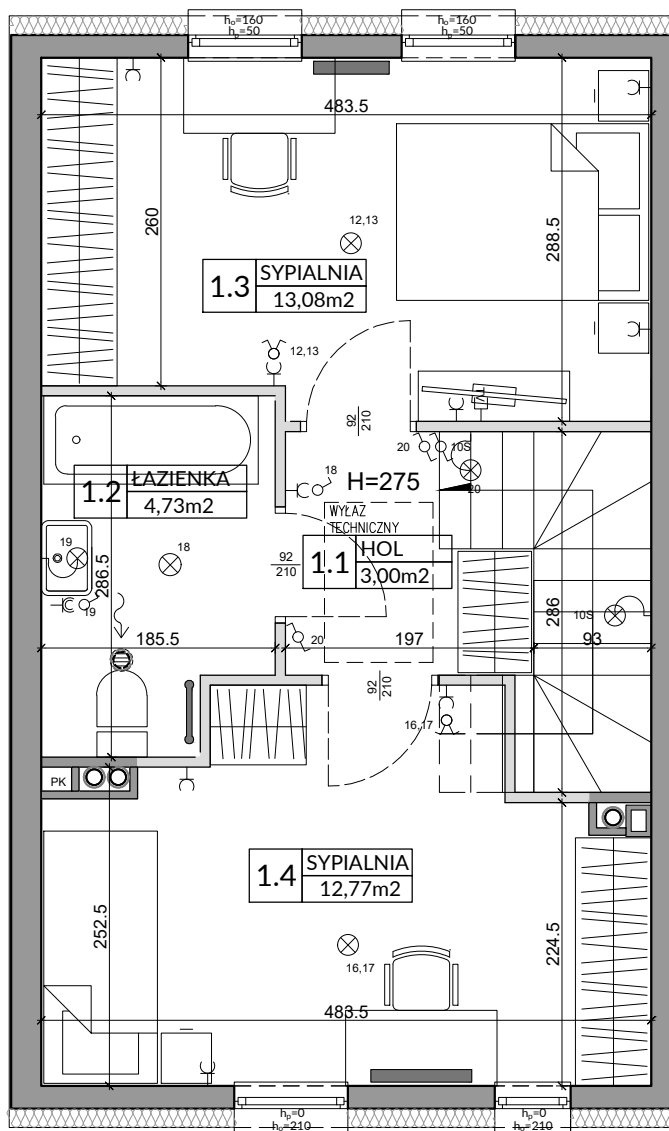 hₒ=160
hₚ=50
hₒ=160
hₚ=50
483.5
260
288.5
12,13
1.3
SYPIALNIA
13,08m2
12,13
92
210
20
10S
18
H=275
20
WYŁAZ
TECHNICZNY
1.2
ŁAZIENKA
4,73m2
1.1
HOL
3,00m2
92
210
19
18
286.5
19
286
10S
20
185.5
197
93
92
210
16,17
PK
1.4
SYPIALNIA
12,77m2
252.5
224.5
16,17
483.5
hₚ=0
hₒ=210
hₚ=0
hₒ=210